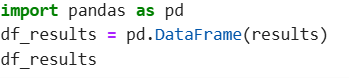 import pandas as pd
df_results = pd.DataFrame(results)
df_results